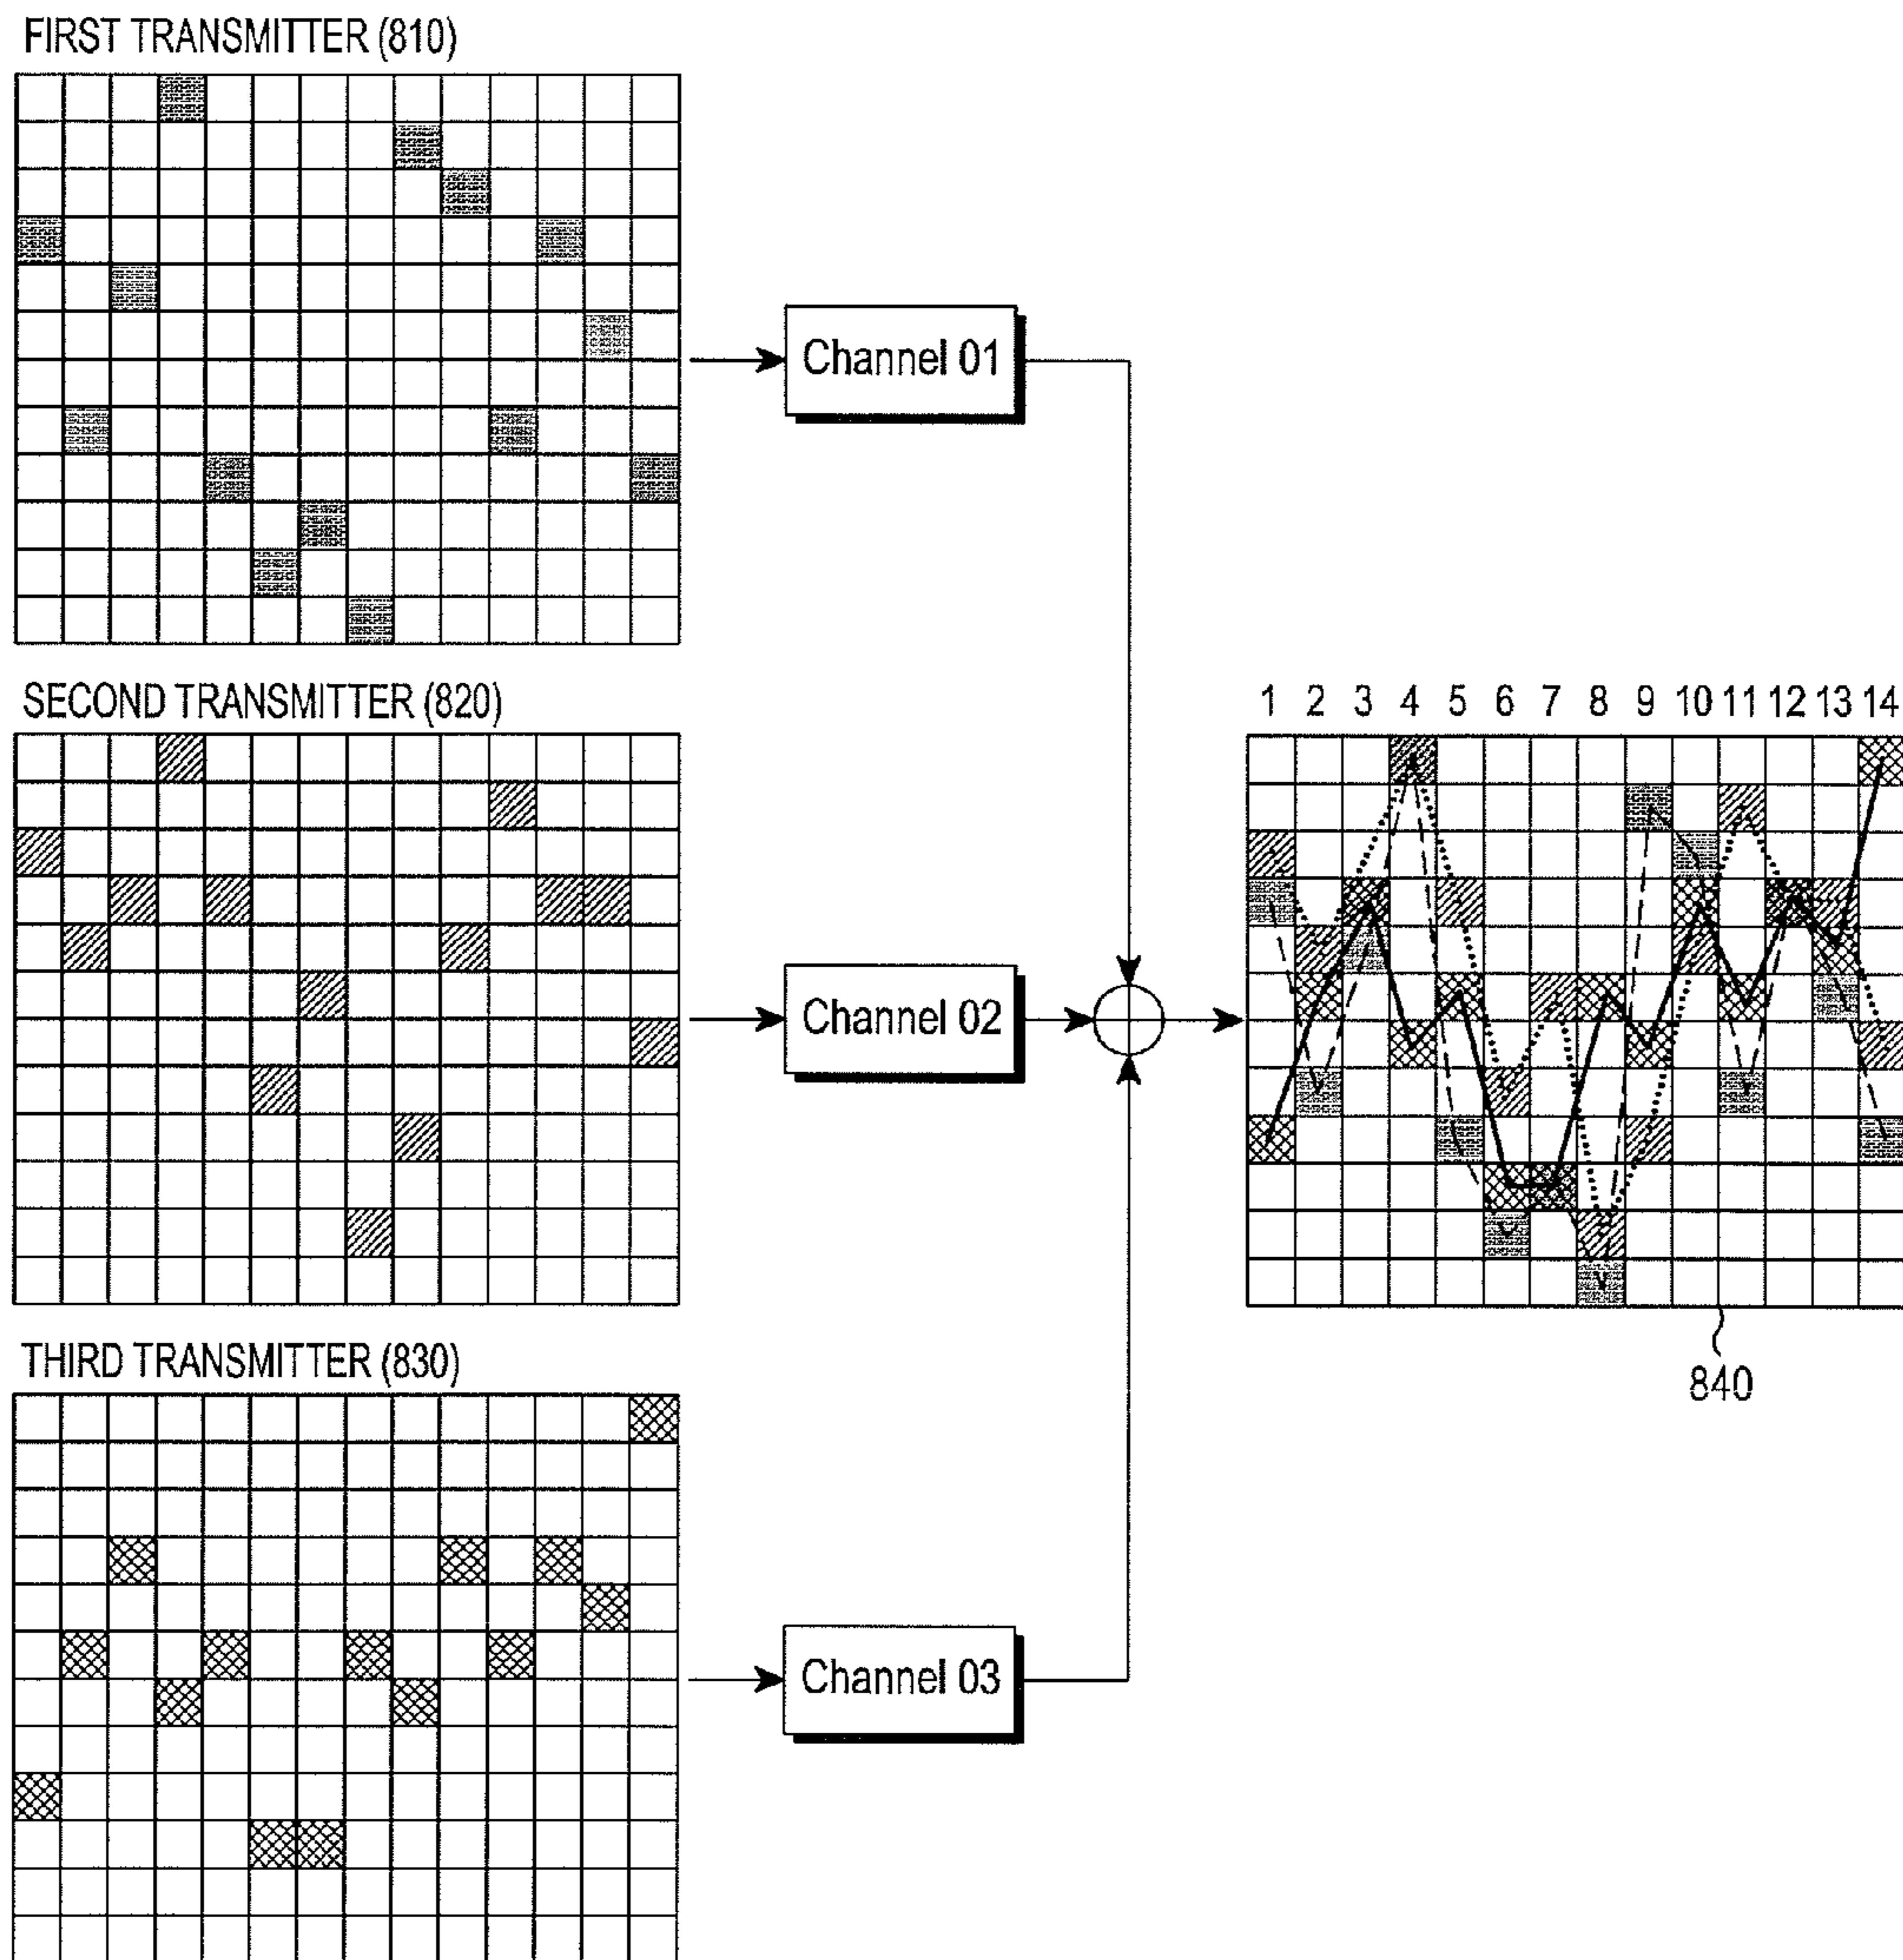 FIRST TRANSMITTER (810)
Channel 01
SECOND TRANSMITTER (820)
Channel 02
1 2 3 4 5 6 7 8 9 10 11 12 13 14
840
THIRD TRANSMITTER (830)
Channel 03